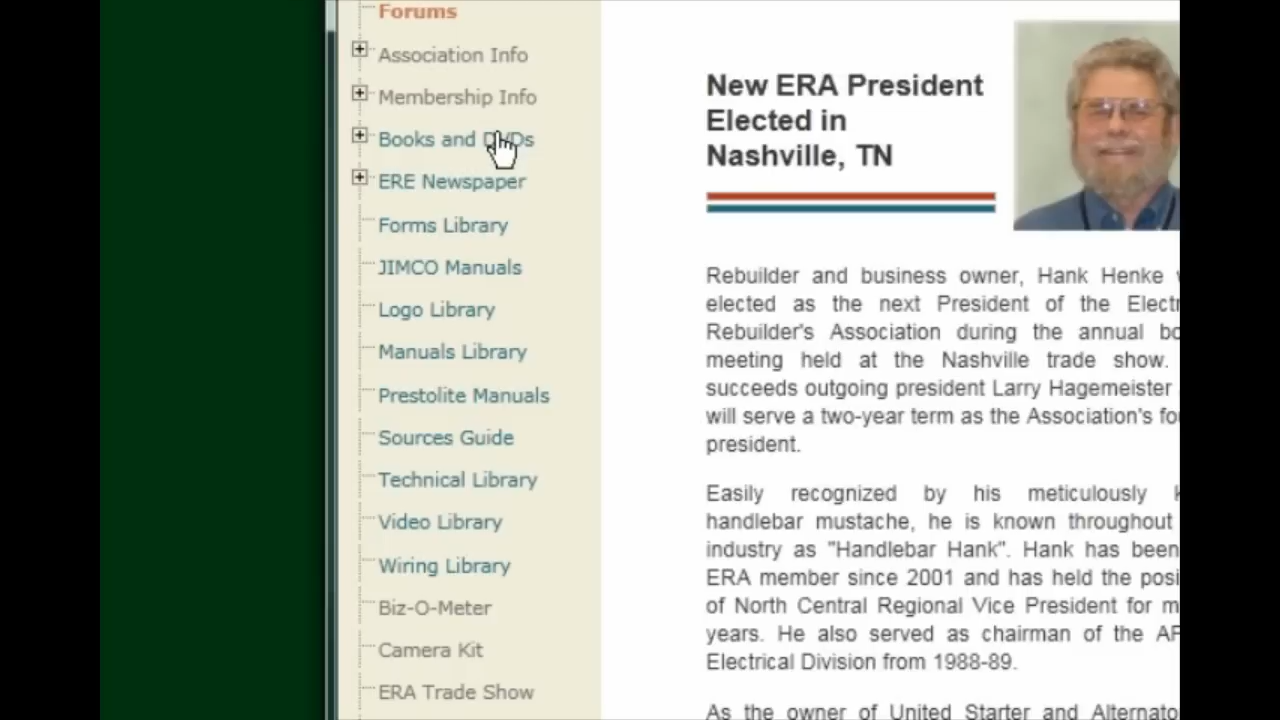 Forums
Association Info
Membership Info
Books and DVDs
ERE Newspaper
Forms Library
JIMCO Manuals
Logo Library
Manuals Library
Prestolite Manuals
Sources Guide
Technical Library
Video Library
Wiring Library
Biz-O-Meter
Camera Kit
ERA Trade Show
New ERA President
Elected in
Nashville, TN
Rebuilder and business owner, Hank Henke
elected as the next President of the
Rebuilder's Association during the annual
meeting held at the Nashville trade show.
succeeds outgoing president Larry Hagemeister
will serve a two-year term as the Association's
president.
Easily recognized by his meticulously
handlebar mustache, he is known throughout
industry as "Handlebar Hank". Hank has been
ERA member since 2001 and has held the
of North Central Regional Vice President for
years. He also served as chairman of the
Electrical Division from 1988-89.
As the owner of United Starter and